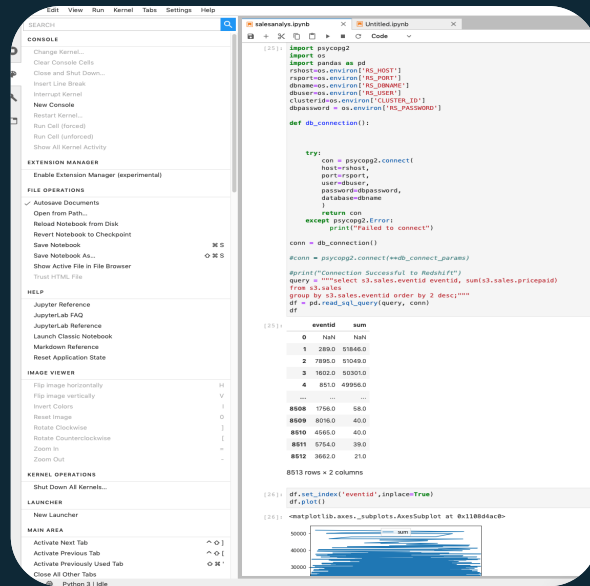 Edit View Run Kernel Tabs Settings Help
SEARCH
CONSOLE
Change Kernel...
Clear Console Cells
Close and Shut Down...
Insert Line Break
Interrupt Kernel
New Console
Restart Kernel...
Run Cell (forced)
Run Cell (unforced)
Show All Kernel Activity
EXTENSION MANAGER
Enable Extension Manager (experimental)
FILE OPERATIONS
✓ Autosave Documents
Open from Path...
Reload Notebook from Disk
Revert Notebook to Checkpoint
Save Notebook ⌘ S
Save Notebook As... ⇧ ⌘ S
Show Active File in File Browser
Trust HTML File
HELP
Jupyter Reference
JupyterLab FAQ
JupyterLab Reference
Launch Classic Notebook
Markdown Reference
Reset Application State
IMAGE VIEWER
Flip image horizontally H
Flip image vertically V
Invert Colors I
Reset Image 0
Rotate Clockwise ]
Rotate Counterclockwise [
Zoom In =
Zoom Out -
KERNEL OPERATIONS
Shut Down All Kernels...
LAUNCHER
New Launcher
MAIN AREA
Activate Next Tab ^ ⇧ ]
Activate Previous Tab ^ ⇧ [
Activate Previously Used Tab ⇧ ⌘ '
Close All Other Tabs
Python 3 | Idle
salesanalys.ipynb
Untitled.ipynb
Code
[25]: import psycopg2
import os
import pandas as pd
rshost=os.environ['RS_HOST']
rsport=os.environ['RS_PORT']
dbname=os.environ['RS_DBNAME']
dbuser=os.environ['RS_USER']
clusterid=os.environ['CLUSTER_ID']
dbpassword = os.environ['RS_PASSWORD']
def db_connection():
try:
con = psycopg2.connect(
host=rshost,
port=rsport,
user=dbuser,
password=dbpassword,
database=dbname
)
return con
except psycopg2.Error:
print("Failed to connect")
conn = db_connection()
#conn = psycopg2.connect(**db_connect_params)
#print("Connection Successful to Redshift")
query = """select s3.sales.eventid eventid, sum(s3.sales.pricepaid)
from s3.sales
group by s3.sales.eventid order by 2 desc;"""
df = pd.read_sql_query(query, conn)
df
[25]: eventid sum
0 NaN NaN
1 289.0 51846.0
2 7895.0 51049.0
3 1602.0 50301.0
4 851.0 49956.0
... ... ...
8508 1756.0 58.0
8509 8016.0 40.0
8510 4565.0 40.0
8511 5754.0 39.0
8512 3662.0 21.0
8513 rows × 2 columns
[26]: df.set_index('eventid',inplace=True)
df.plot()
[26]: <matplotlib.axes._subplots.AxesSubplot at 0x1108d4ac0>
sum
50000
40000
30000